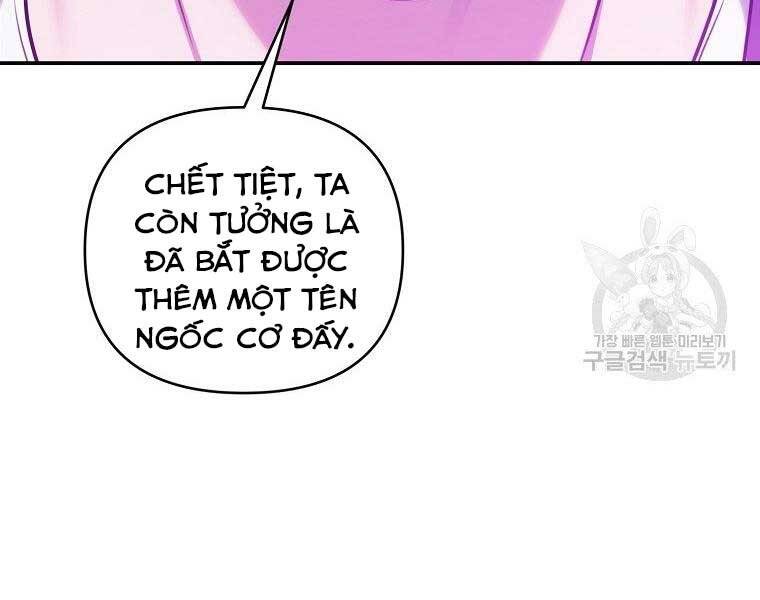 CHẾT TIỆT, TA
CÒN TƯỞNG LÀ
ĐÃ BẮT ĐƯỢC
THÊM MỘT TÊN
NGỐC CƠ ĐẤY.
가장 빠른 웹툰 미리보기
구글검색 뉴토끼